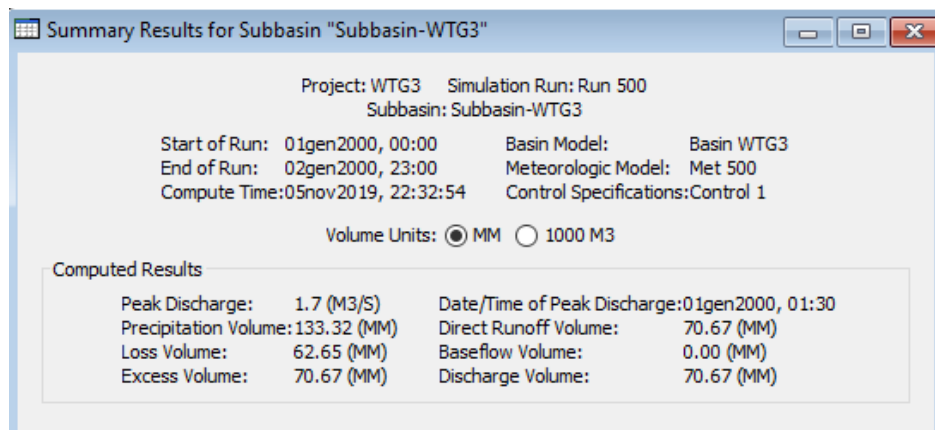 Summary Results for Subbasin "Subbasin-WTG3"
Project: WTG3 Simulation Run: Run 500
Subbasin: Subbasin-WTG3
Start of Run: 01gen2000, 00:00 Basin Model: Basin WTG3
End of Run: 02gen2000, 23:00 Meteorologic Model: Met 500
Compute Time:05nov2019, 22:32:54 Control Specifications:Control 1
Volume Units: MM 1000 M3
Computed Results
Peak Discharge: 1.7 (M3/S) Date/Time of Peak Discharge:01gen2000, 01:30
Precipitation Volume:133.32 (MM) Direct Runoff Volume: 70.67 (MM)
Loss Volume: 62.65 (MM) Baseflow Volume: 0.00 (MM)
Excess Volume: 70.67 (MM) Discharge Volume: 70.67 (MM)